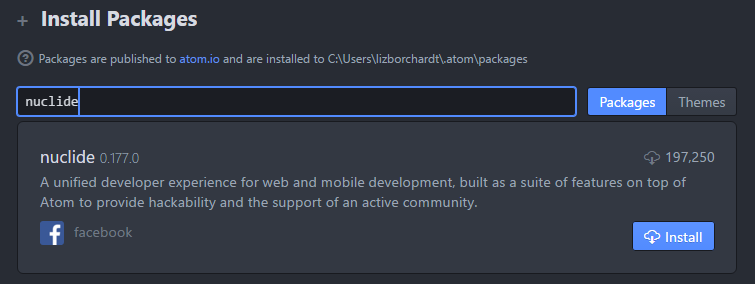 + Install Packages
? Packages are published to atom.io and are installed to C:\Users\lizborchardt\.atom\packages
nuclide
Packages Themes
nuclide 0.177.0 197,250
A unified developer experience for web and mobile development, built as a suite of features on top of
Atom to provide hackability and the support of an active community.
f facebook Install